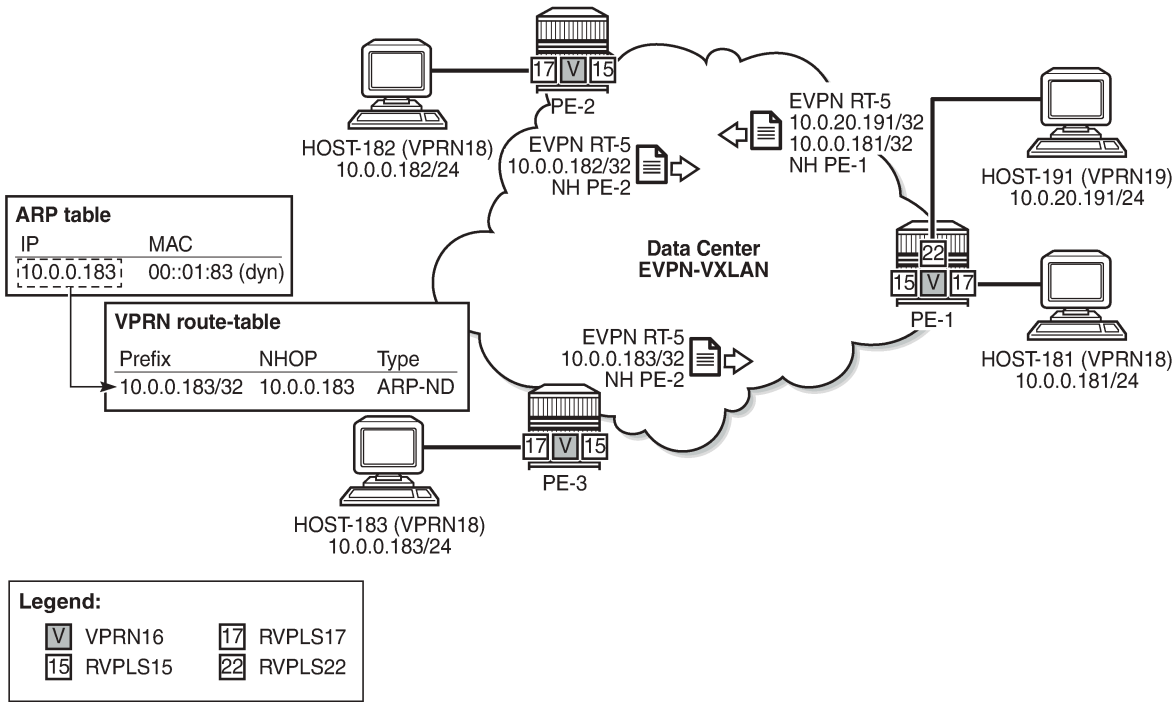 17 V 15
PE-2
HOST-182 (VPRN18)
10.0.0.182/24
EVPN RT-5
10.0.0.182/32
NH PE-2
EVPN RT-5
10.0.20.191/32
10.0.0.181/32
NH PE-1
HOST-191 (VPRN19)
10.0.20.191/24
ARP table
IP MAC
10.0.0.183 00::01:83 (dyn)
Data Center
EVPN-VXLAN
22
15 V 17
PE-1
HOST-181 (VPRN18)
10.0.0.181/24
VPRN route-table
Prefix NHOP Type
10.0.0.183/32 10.0.0.183 ARP-ND
EVPN RT-5
10.0.0.183/32
NH PE-2
17 V 15
PE-3
HOST-183 (VPRN18)
10.0.0.183/24
Legend:
V VPRN16 17 RVPLS17
15 RVPLS15 22 RVPLS22